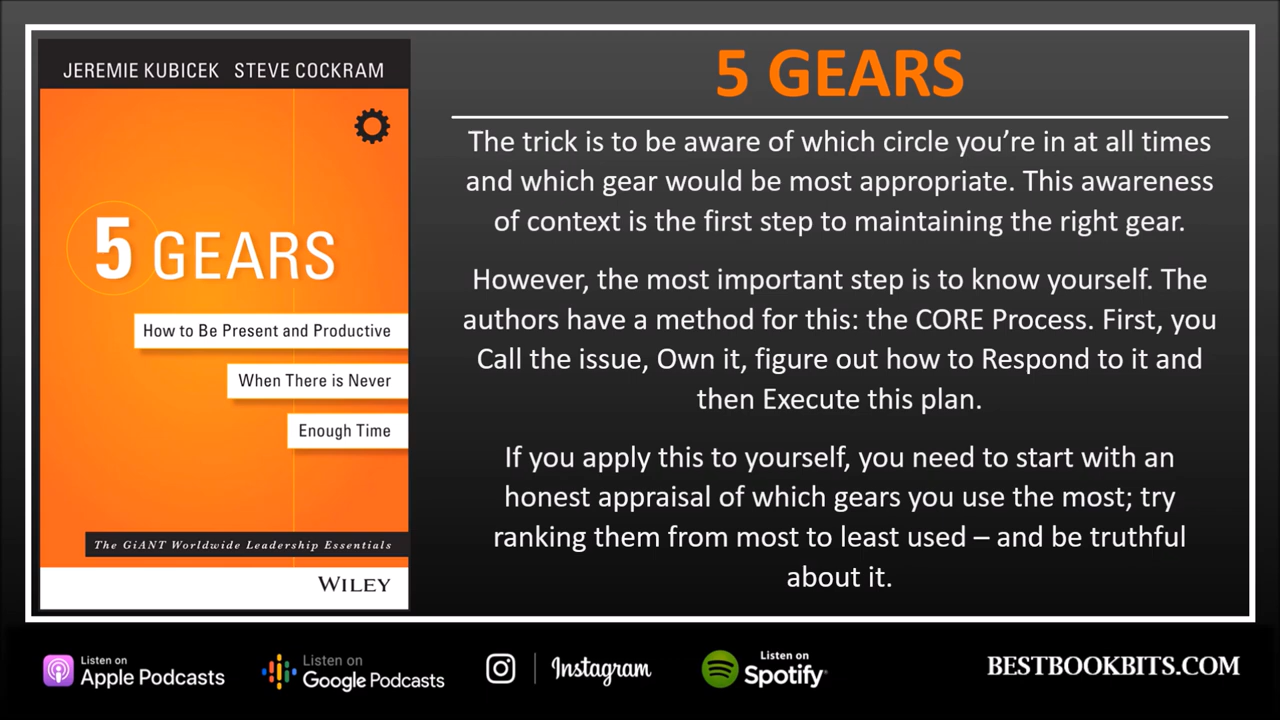 JEREMIE KUBICEK STEVE COCKRAM
5 GEARS
How to Be Present and Productive
When There is Never
Enough Time
The GiANT Worldwide Leadership Essentials
WILEY
5 GEARS
The trick is to be aware of which circle you’re in at all times
and which gear would be most appropriate. This awareness
of context is the first step to maintaining the right gear.
However, the most important step is to know yourself. The
authors have a method for this: the CORE Process. First, you
Call the issue, Own it, figure out how to Respond to it and
then Execute this plan.
If you apply this to yourself, you need to start with an
honest appraisal of which gears you use the most; try
ranking them from most to least used – and be truthful
about it.
Listen on
Apple Podcasts
Listen on
Google Podcasts
Instagram
Listen on
Spotify
BESTBOOKBITS.COM